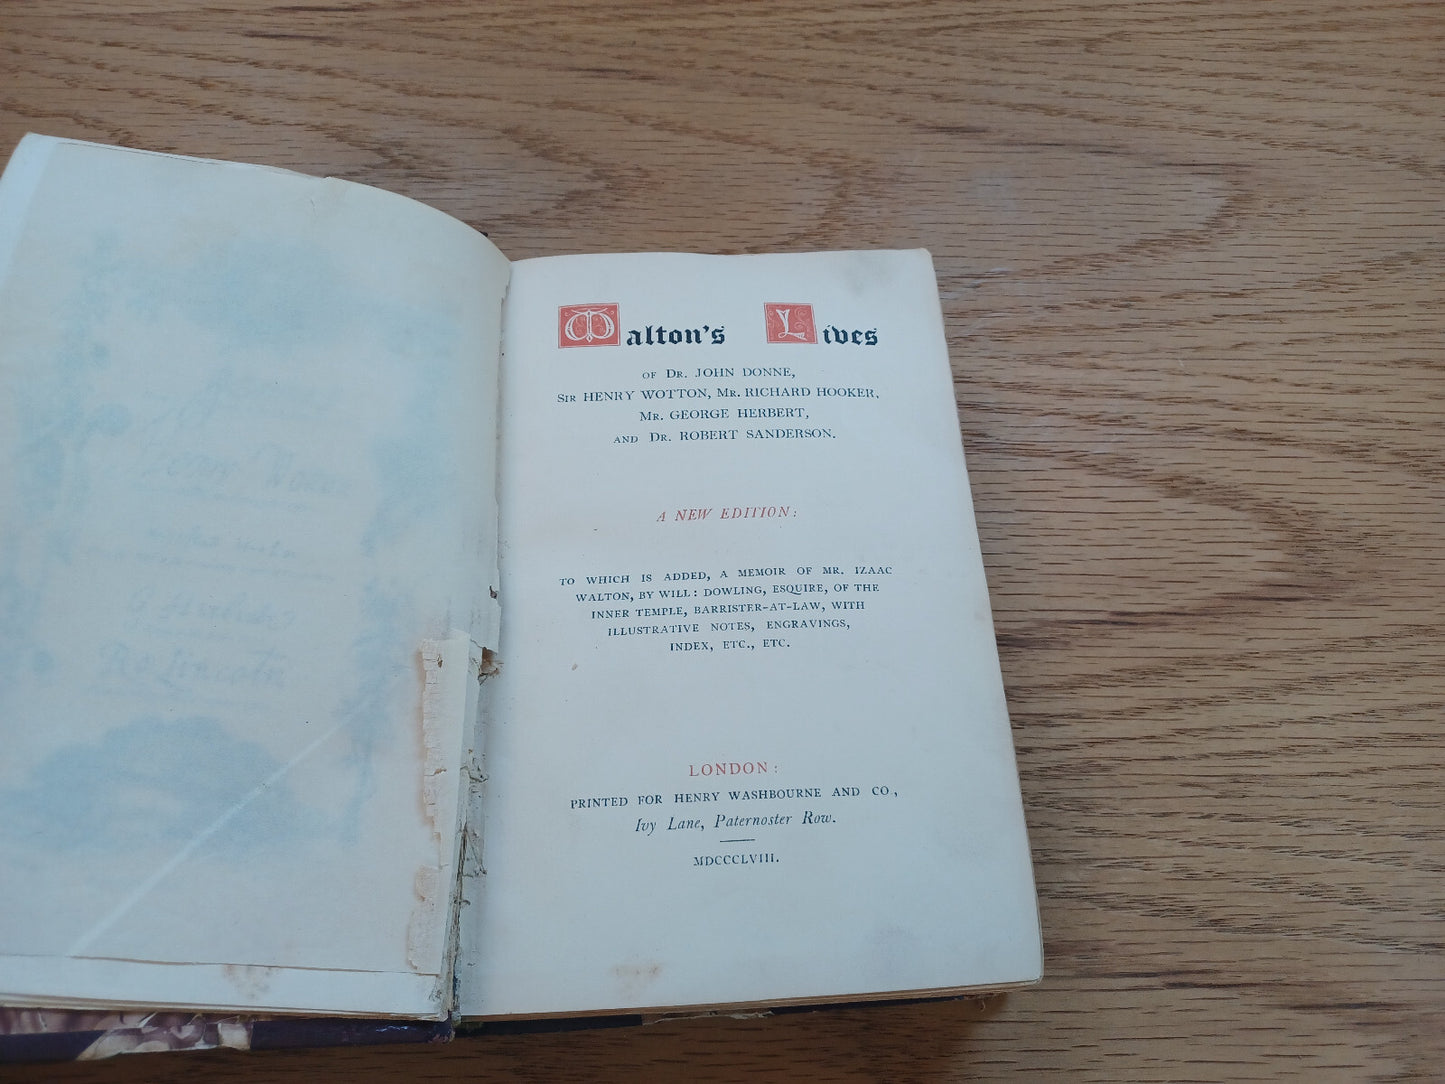 Walton's Lives
OF DR. JOHN DONNE,
SIR HENRY WOTTON, MR. RICHARD HOOKER,
MR. GEORGE HERBERT,
AND DR. ROBERT SANDERSON.
A NEW EDITION:
TO WHICH IS ADDED, A MEMOIR OF MR. IZAAC
WALTON, BY WILL: DOWLING, ESQUIRE, OF THE
INNER TEMPLE, BARRISTER-AT-LAW, WITH
ILLUSTRATIVE NOTES, ENGRAVINGS,
INDEX, ETC., ETC.
LONDON:
PRINTED FOR HENRY WASHBOURNE AND CO.,
Ivy Lane, Paternoster Row.
MDCCCLVIII.